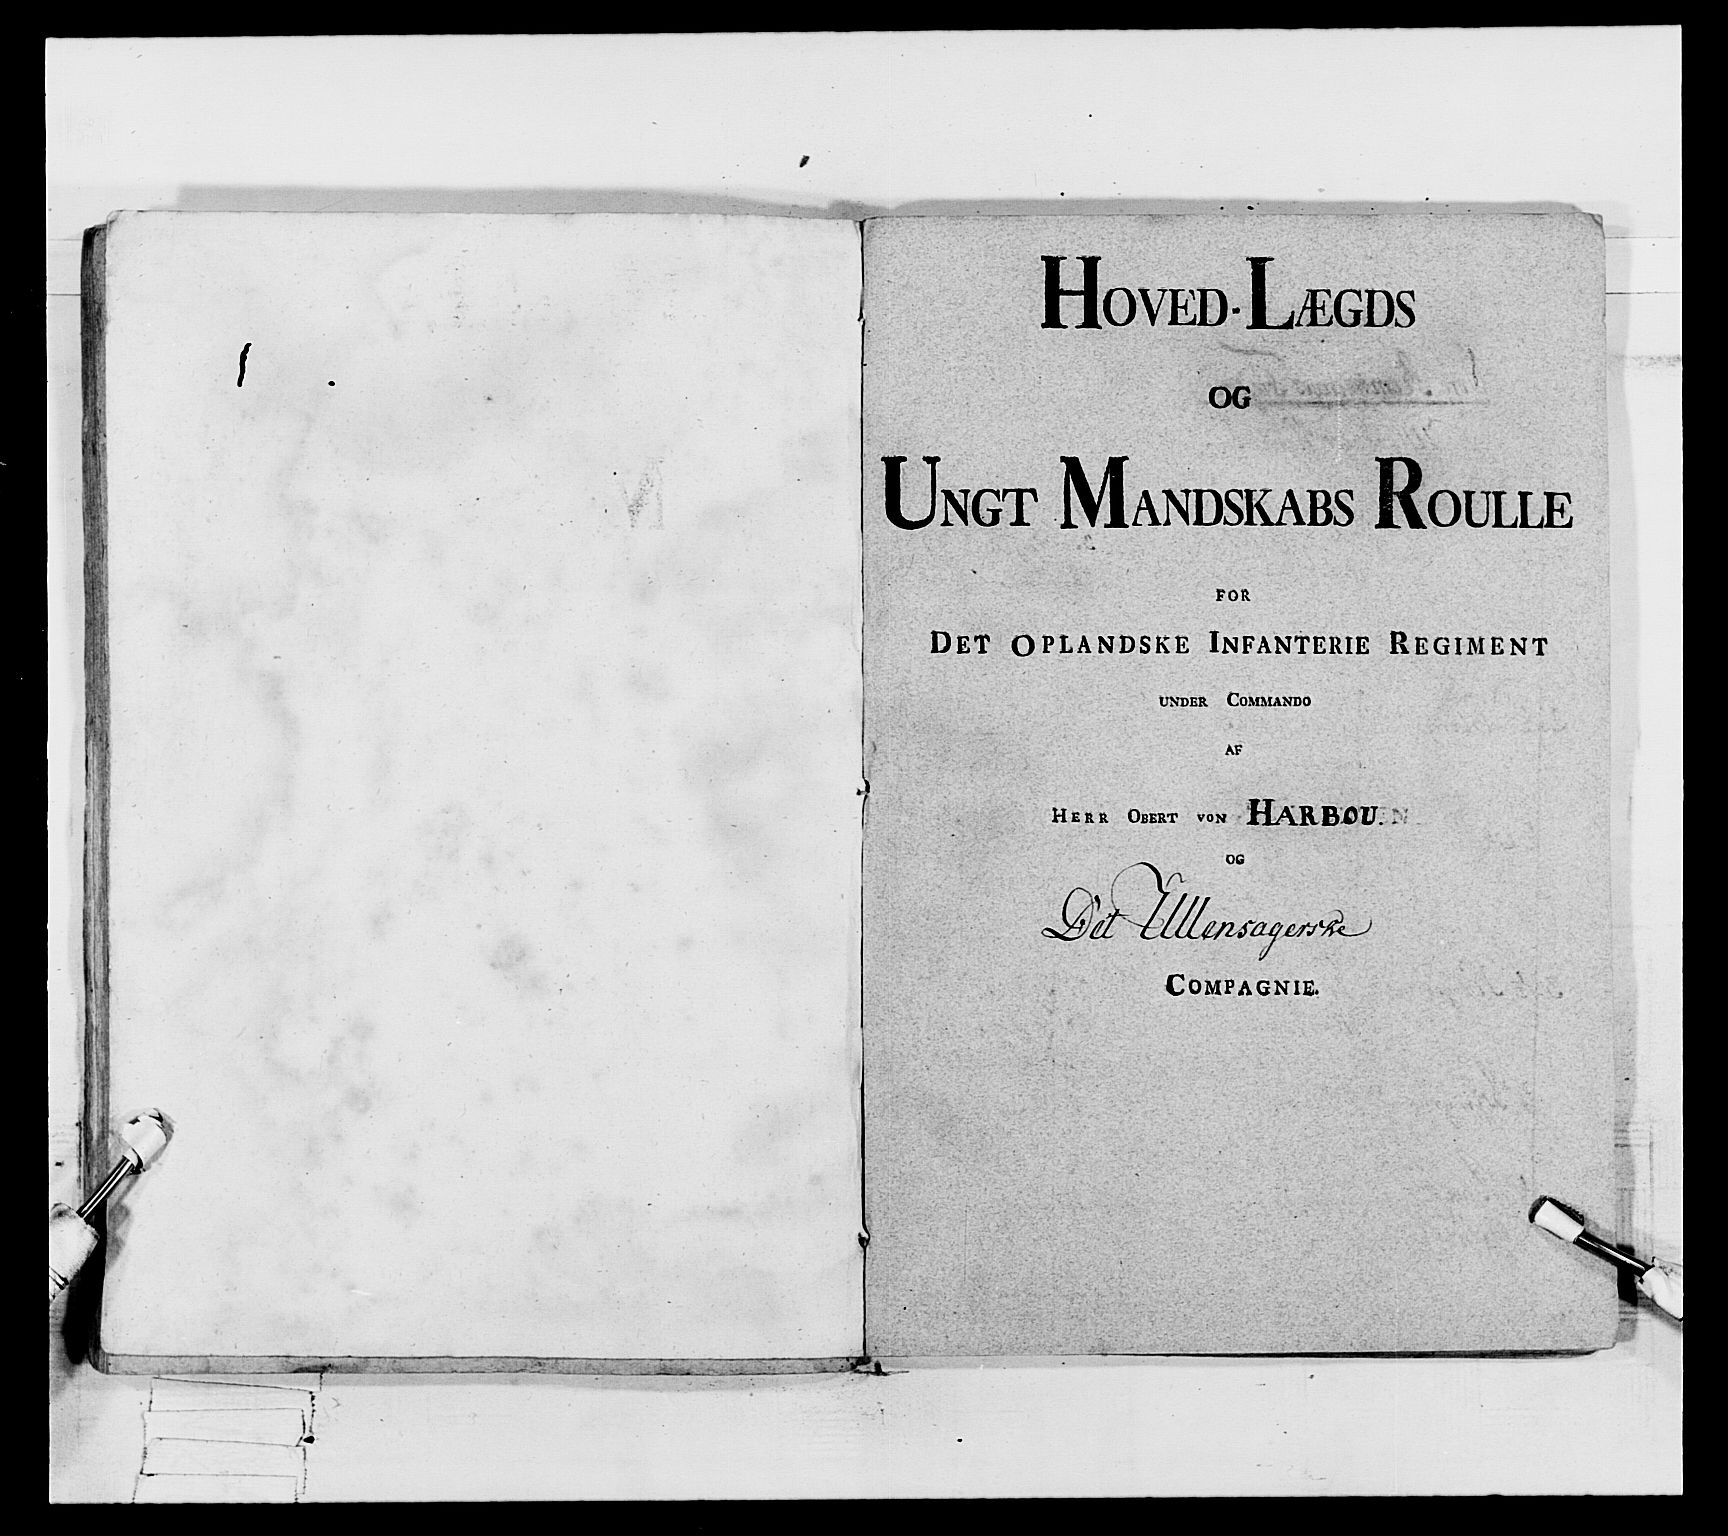 HOVED-LÆGDS
OG
UNGT MANDSKABS ROULLE
FOR
DET OPLANDSKE INFANTERIE REGIMENT
UNDER COMMANDO
AF
HERR OBERT VON HARBOU.
OG
Det Ullensagerske
COMPAGNIE.